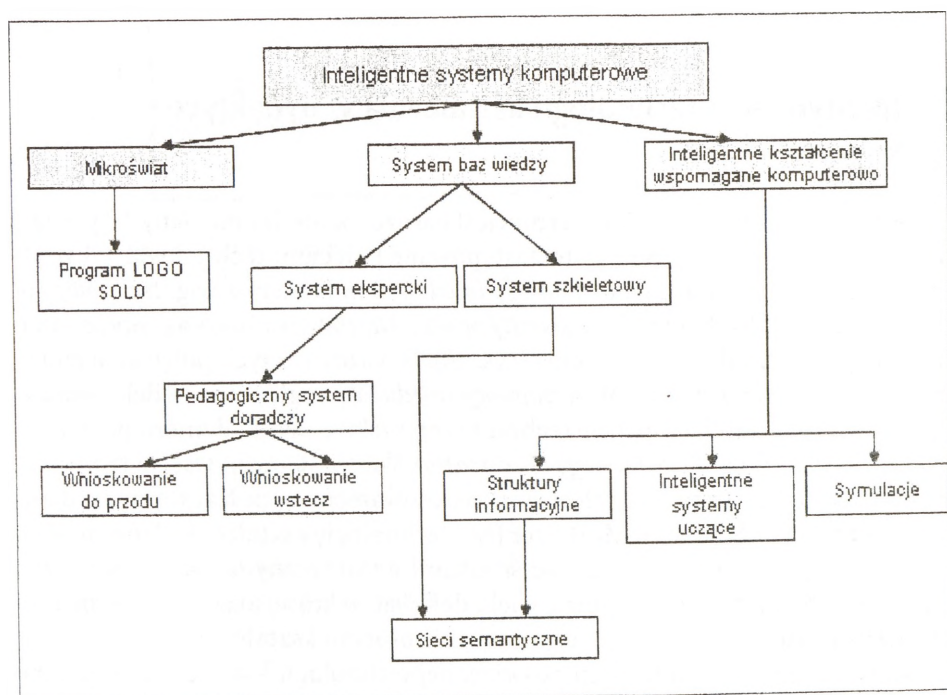 Inteligentne systemy komputerowe
Mikroświat
System baz wiedzy
Inteligentne kształcenie
wspomagane komputerowo
Program LOGO
SOLO
System ekspercki
System szkieletowy
Pedagogiczny system
doradczy
Wnioskowanie
do przodu
Wnioskowanie
wstecz
Struktury
informacyjne
Inteligentne
systemy
uczące
Symulacje
Sieci semantyczne